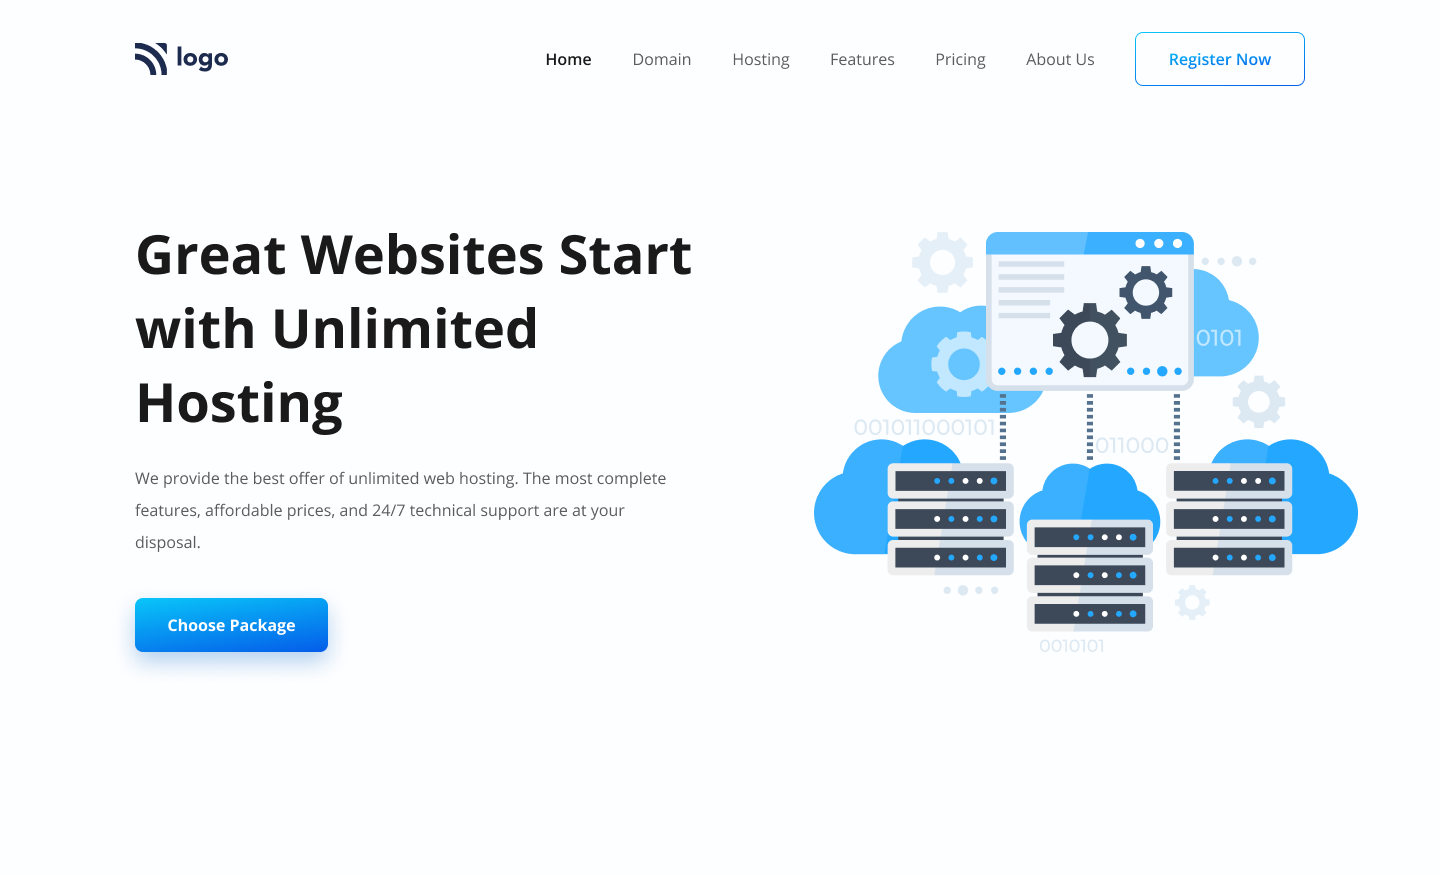 logo
Home Domain Hosting Features Pricing About Us Register Now
Great Websites Start
with Unlimited
Hosting
We provide the best offer of unlimited web hosting. The most complete
features, affordable prices, and 24/7 technical support are at your
disposal.
Choose Package
0101
001011000101
011000
0010101